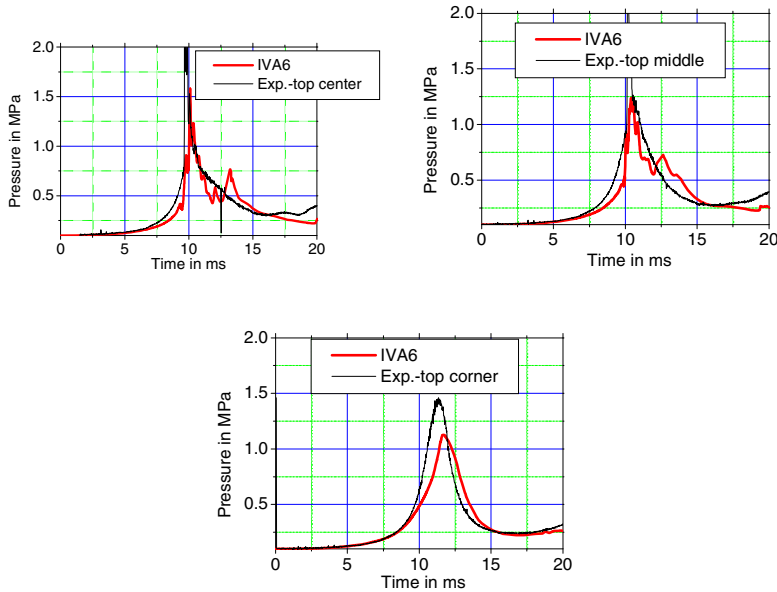 2.0
1.5
1.0
0.5
0
5
10
15
20
Pressure in MPa
Time in ms
IVA6
Exp.-top center
2.0
1.5
1.0
0.5
0
5
10
15
20
Pressure in MPa
Time in ms
IVA6
Exp.-top middle
2.0
1.5
1.0
0.5
0
5
10
15
20
Pressure in MPa
Time in ms
IVA6
Exp.-top corner